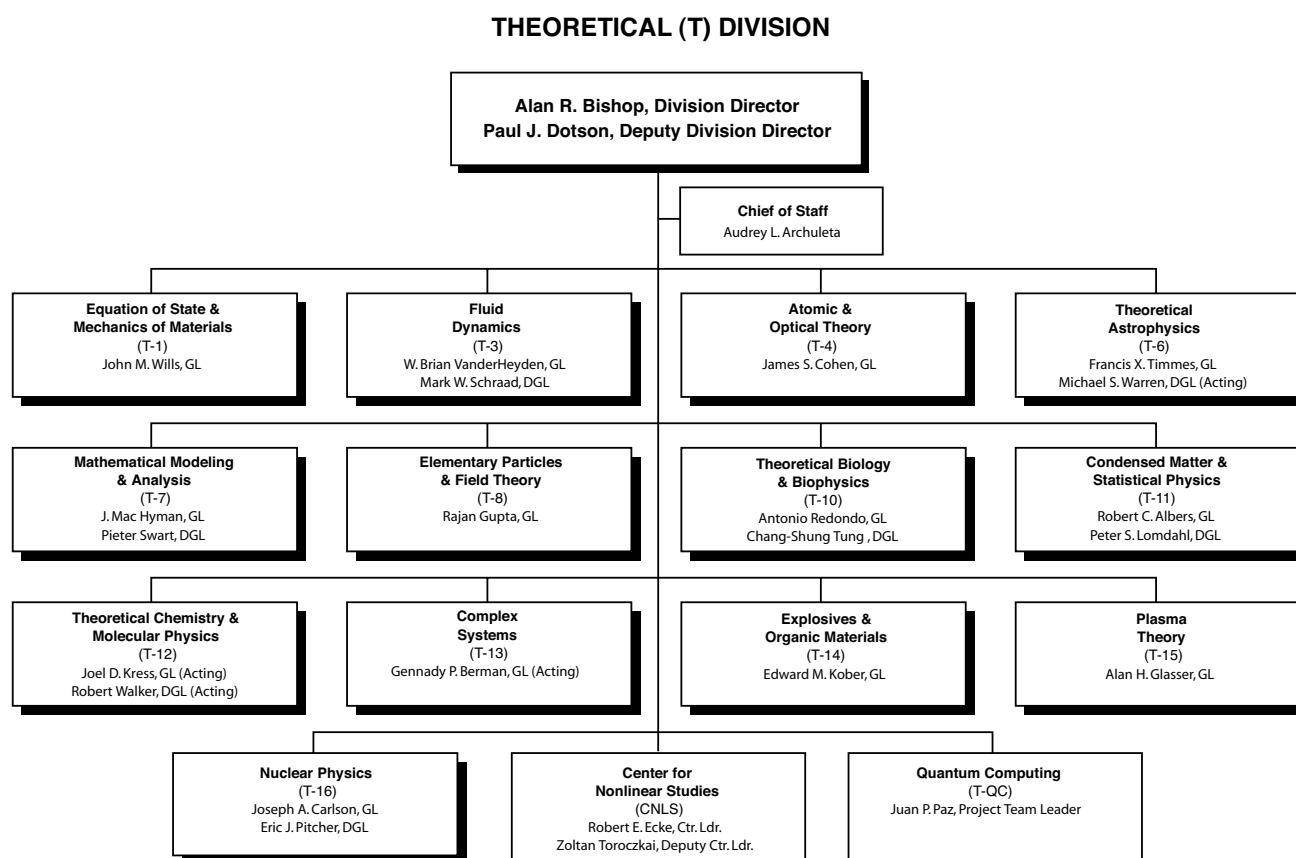 THEORETICAL (T) DIVISION
Alan R. Bishop, Division Director
Paul J. Dotson, Deputy Division Director
Chief of Staff
Audrey L. Archuleta
Equation of State &
Mechanics of Materials
(T-1)
John M. Wills, GL
Fluid
Dynamics
(T-3)
W. Brian VanderHeyden, GL
Mark W. Schraad, DGL
Atomic &
Optical Theory
(T-4)
James S. Cohen, GL
Theoretical
Astrophysics
(T-6)
Francis X. Timmes, GL
Michael S. Warren, DGL (Acting)
Mathematical Modeling
& Analysis
(T-7)
J. Mac Hyman, GL
Pieter Swart, DGL
Elementary Particles
& Field Theory
(T-8)
Rajan Gupta, GL
Theoretical Biology
& Biophysics
(T-10)
Antonio Redondo, GL
Chang-Shung Tung , DGL
Condensed Matter &
Statistical Physics
(T-11)
Robert C. Albers, GL
Peter S. Lomdahl, DGL
Theoretical Chemistry &
Molecular Physics
(T-12)
Joel D. Kress, GL (Acting)
Robert Walker, DGL (Acting)
Complex
Systems
(T-13)
Gennady P. Berman, GL (Acting)
Explosives &
Organic Materials
(T-14)
Edward M. Kober, GL
Plasma
Theory
(T-15)
Alan H. Glasser, GL
Nuclear Physics
(T-16)
Joseph A. Carlson, GL
Eric J. Pitcher, DGL
Center for
Nonlinear Studies
(CNLS)
Robert E. Ecke, Ctr. Ldr.
Zoltan Toroczkai, Deputy Ctr. Ldr.
Quantum Computing
(T-QC)
Juan P. Paz, Project Team Leader